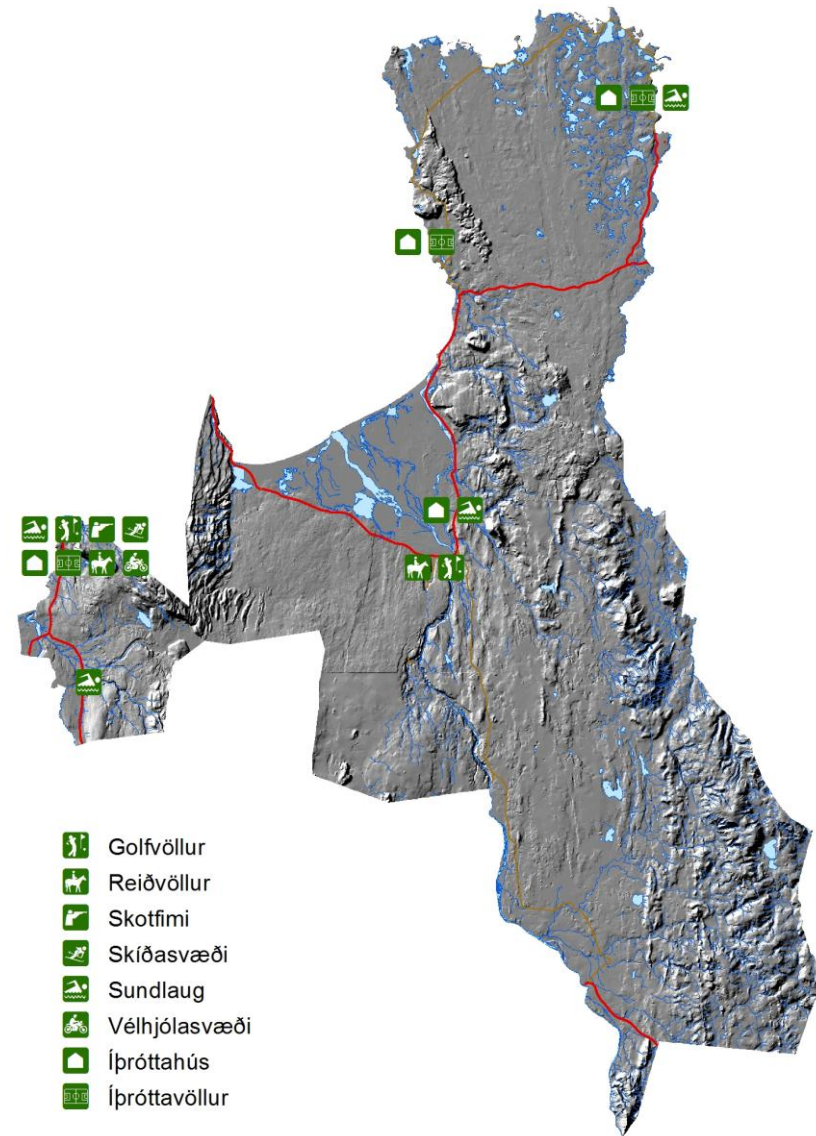 Golfvöllur
Reiðvöllur
Skotfimi
Skíðasvæði
Sundlaug
Vélhjólasvæði
Íþróttahús
Íþróttavöllur